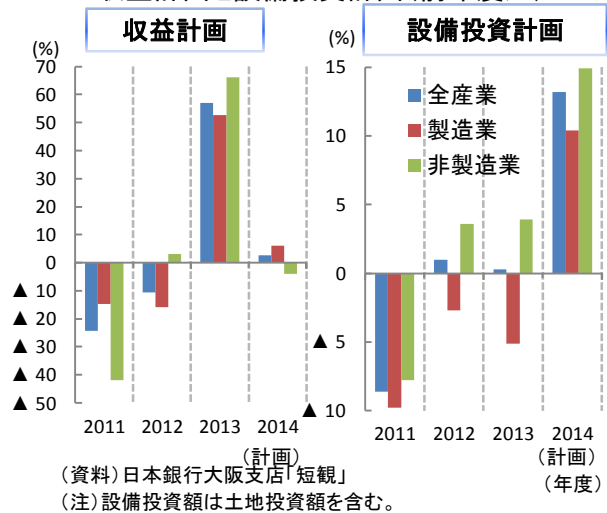 収益計画
設備投資計画
(%)
70
60
50
40
30
20
10
0
▲ 10
▲ 20
▲ 30
▲ 40
▲ 50
2011 2012 2013 2014
(計画)
(%)
15
10
5
0
▲ 5
▲ 10
全産業
製造業
非製造業
2011 2012 2013 2014
(計画)
(年度)
(資料)日本銀行大阪支店「短観」
(注)設備投資額は土地投資額を含む。